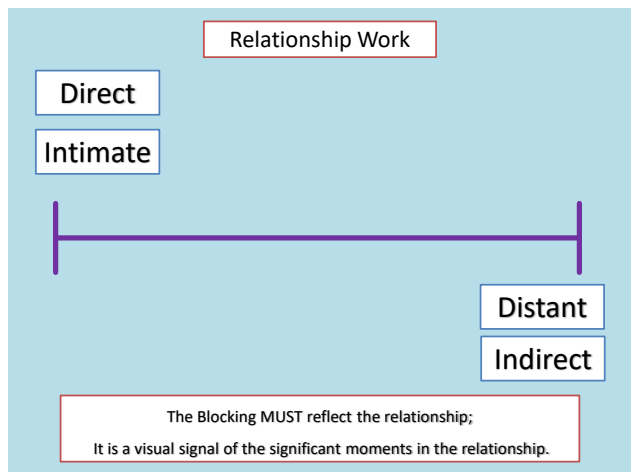 Relationship Work
Direct
Intimate
Distant
Indirect
The Blocking MUST reflect the relationship;
It is a visual signal of the significant moments in the relationship.